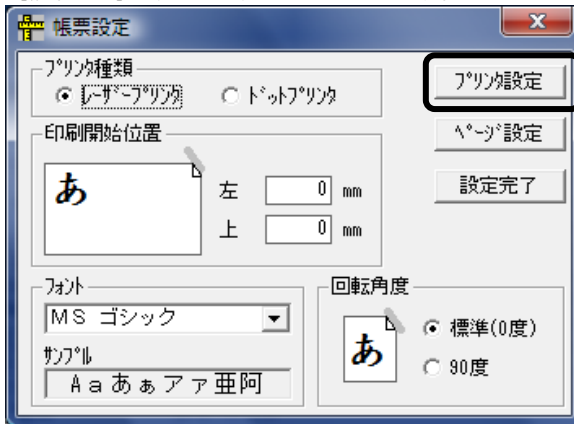 帳票設定
ﾌﾟﾘﾝﾀ種類
ﾚｰｻﾞｰﾌﾟﾘﾝﾀ ﾄﾞｯﾄﾌﾟﾘﾝﾀ
ﾌﾟﾘﾝﾀ設定
印刷開始位置
あ
左 0 mm
上 0 mm
ﾍﾟｰｼﾞ設定
設定完了
ﾌｫﾝﾄ
ＭＳ ゴシック
ｻﾝﾌﾟﾙ
Ａａあぁアァ亜阿
回転角度
あ
標準(0度)
90度